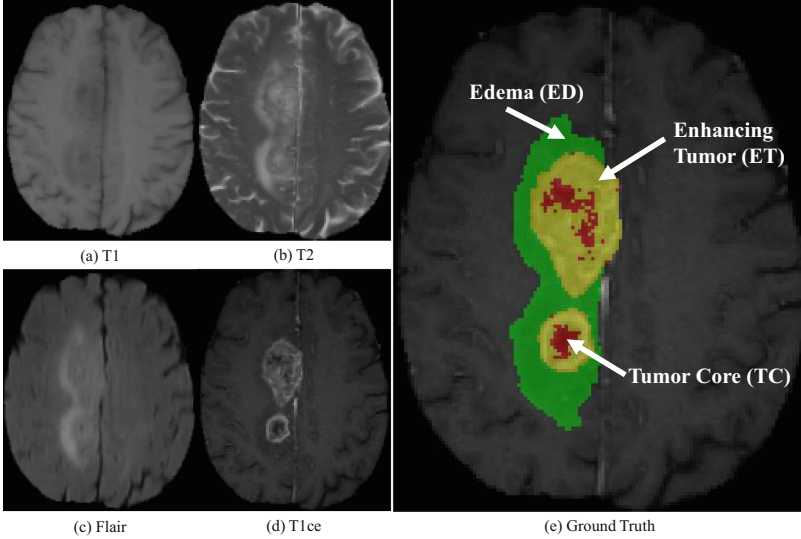 (a) T1
(b) T2
(c) Flair
(d) T1ce
Edema (ED)
Enhancing
Tumor (ET)
Tumor Core (TC)
(e) Ground Truth